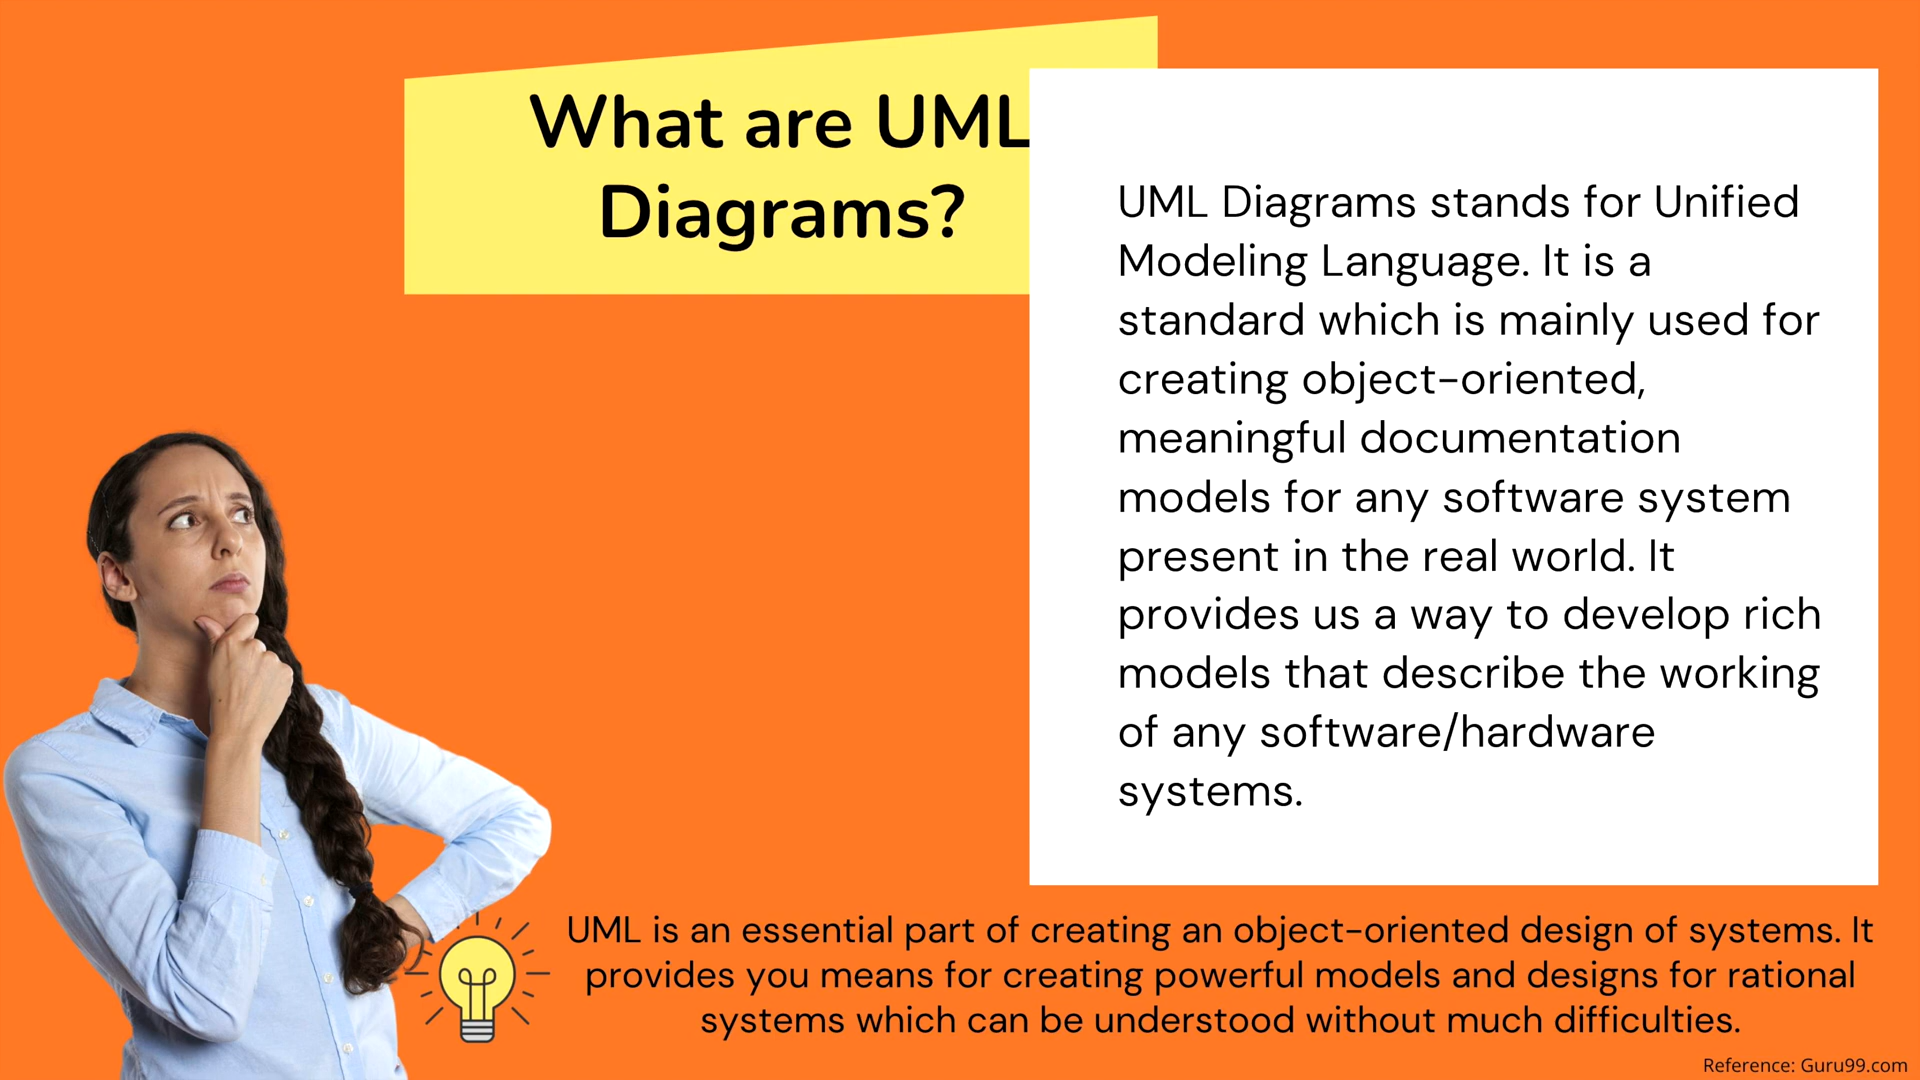 What are UML
Diagrams?
UML Diagrams stands for Unified
Modeling Language. It is a
standard which is mainly used for
creating object-oriented,
meaningful documentation
models for any software system
present in the real world. It
provides us a way to develop rich
models that describe the working
of any software/hardware
systems.
UML is an essential part of creating an object-oriented design of systems. It
provides you means for creating powerful models and designs for rational
systems which can be understood without much difficulties.
Reference: Guru99.com